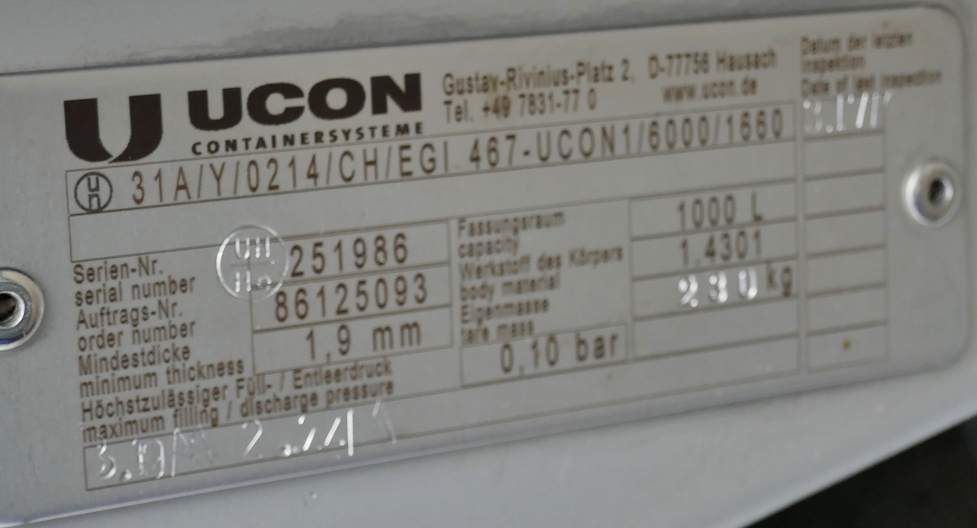 UCON
CONTAINERSYSTEME
Gustav-Rivinius-Platz 2, D-77756 Hausach
Tel. +49 7831-77 0 www.ucon.de
Datum der letzten
Inspektion
Date of last inspection
un 31A/Y/0214/CH/EGI 467-UCON1/6000/1660
Serien-Nr.
serial number
251986
Auftrags-Nr.
order number
86125093
Mindestdicke
minimum thickness
1,9 mm
Fassungsraum
capacity
1000 L
Werkstoff des Körpers
body material
1.4301
Eigenmasse
tare mass
230 kg
Höchstzulässiger Füll- / Entleerdruck
maximum filling / discharge pressure
0,10 bar